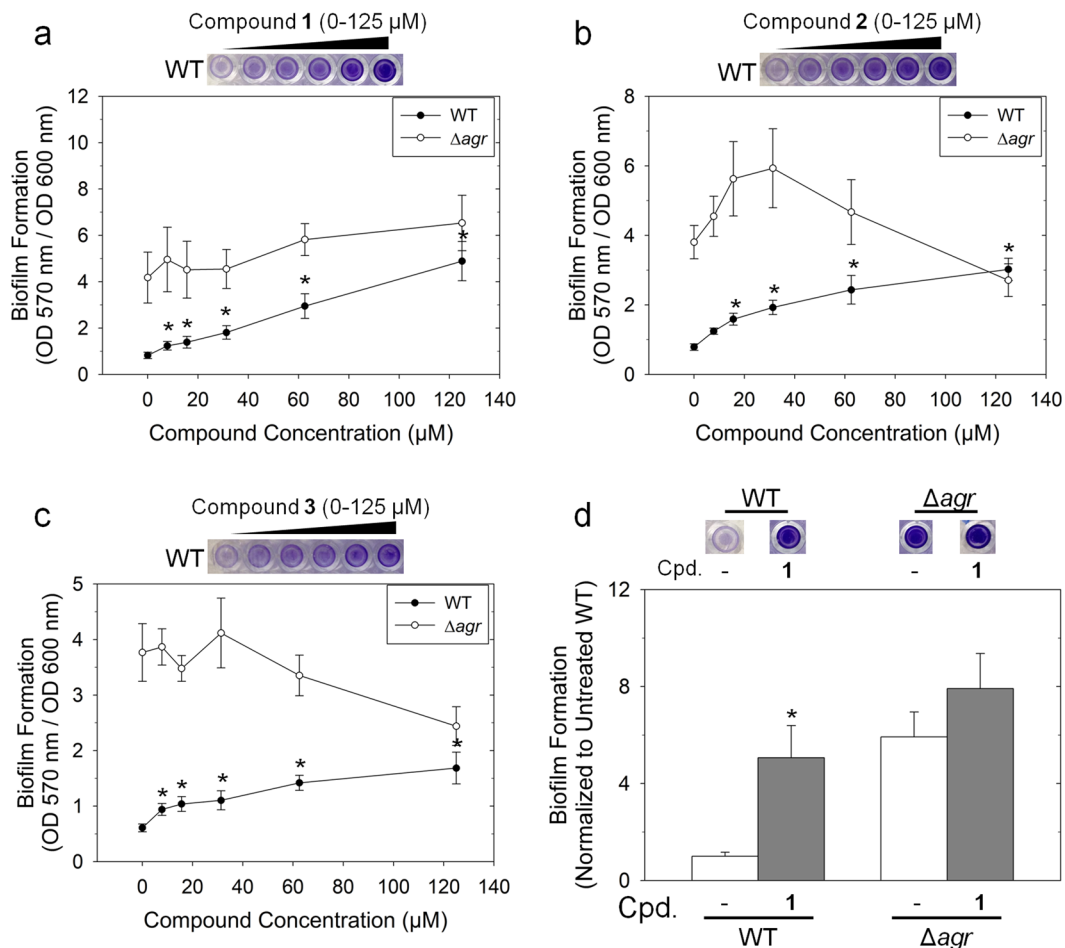 a
Compound 1 (0-125 µM)
WT
12
10
8
6
4
2
0
Biofilm Formation
(OD 570 nm / OD 600 nm)
WT
Δagr
*
*
*
*
*
0 20 40 60 80 100 120 140
Compound Concentration (µM)
b
Compound 2 (0-125 µM)
WT
8
6
4
2
0
Biofilm Formation
(OD 570 nm / OD 600 nm)
WT
Δagr
*
*
*
*
0 20 40 60 80 100 120 140
Compound Concentration (µM)
c
Compound 3 (0-125 µM)
WT
5
4
3
2
1
0
Biofilm Formation
(OD 570 nm / OD 600 nm)
WT
Δagr
*
*
*
*
*
0 20 40 60 80 100 120 140
Compound Concentration (µM)
d
WT Δagr
Cpd. - 1 - 1
12
8
4
0
Biofilm Formation
(Normalized to Untreated WT)
*
Cpd. - 1 - 1
WT Δagr